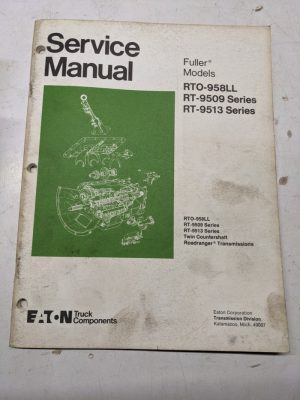 Service
Manual
Fuller®
Models
RTO-958LL
RT-9509 Series
RT-9513 Series
RTO-958LL
RT-9509 Series
RT-9513 Series
Twin Countershaft
Roadranger® Transmissions
EATON Truck
Components
Eaton Corporation
Transmission Division
Kalamazoo, Mich. 49007